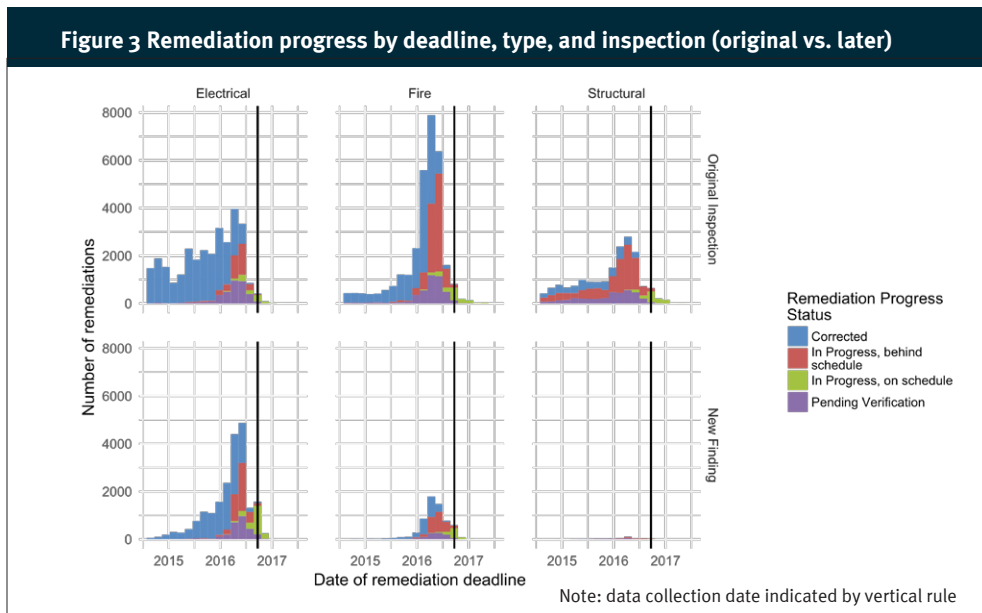 Figure 3 Remediation progress by deadline, type, and inspection (original vs. later)
Electrical
Fire
Structural
8000
6000
4000
2000
0
Original Inspection
8000
6000
4000
2000
0
New Finding
Number of remediations
2015 2016 2017
2015 2016 2017
2015 2016 2017
Date of remediation deadline
Remediation Progress
Status
Corrected
In Progress, behind
schedule
In Progress, on schedule
Pending Verification
Note: data collection date indicated by vertical rule